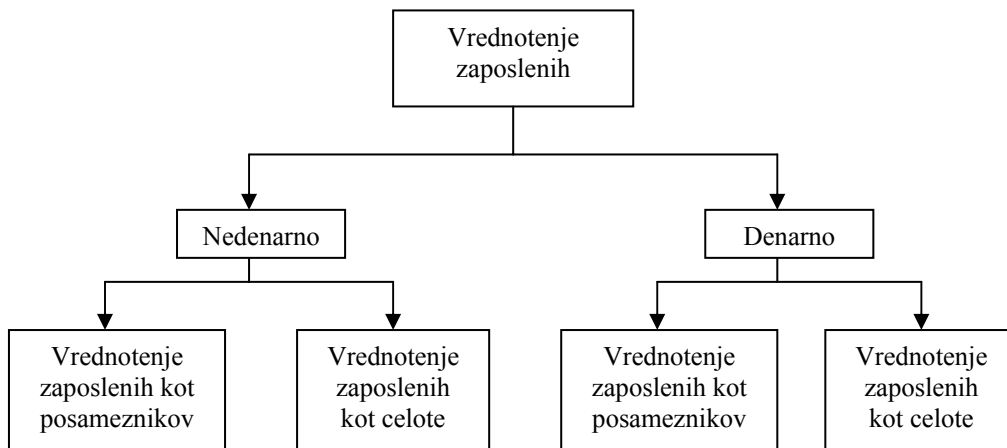 Vrednotenje
zaposlenih
Nedenarno
Denarno
Vrednotenje
zaposlenih kot
posameznikov
Vrednotenje
zaposlenih
kot celote
Vrednotenje
zaposlenih kot
posameznikov
Vrednotenje
zaposlenih
kot celote